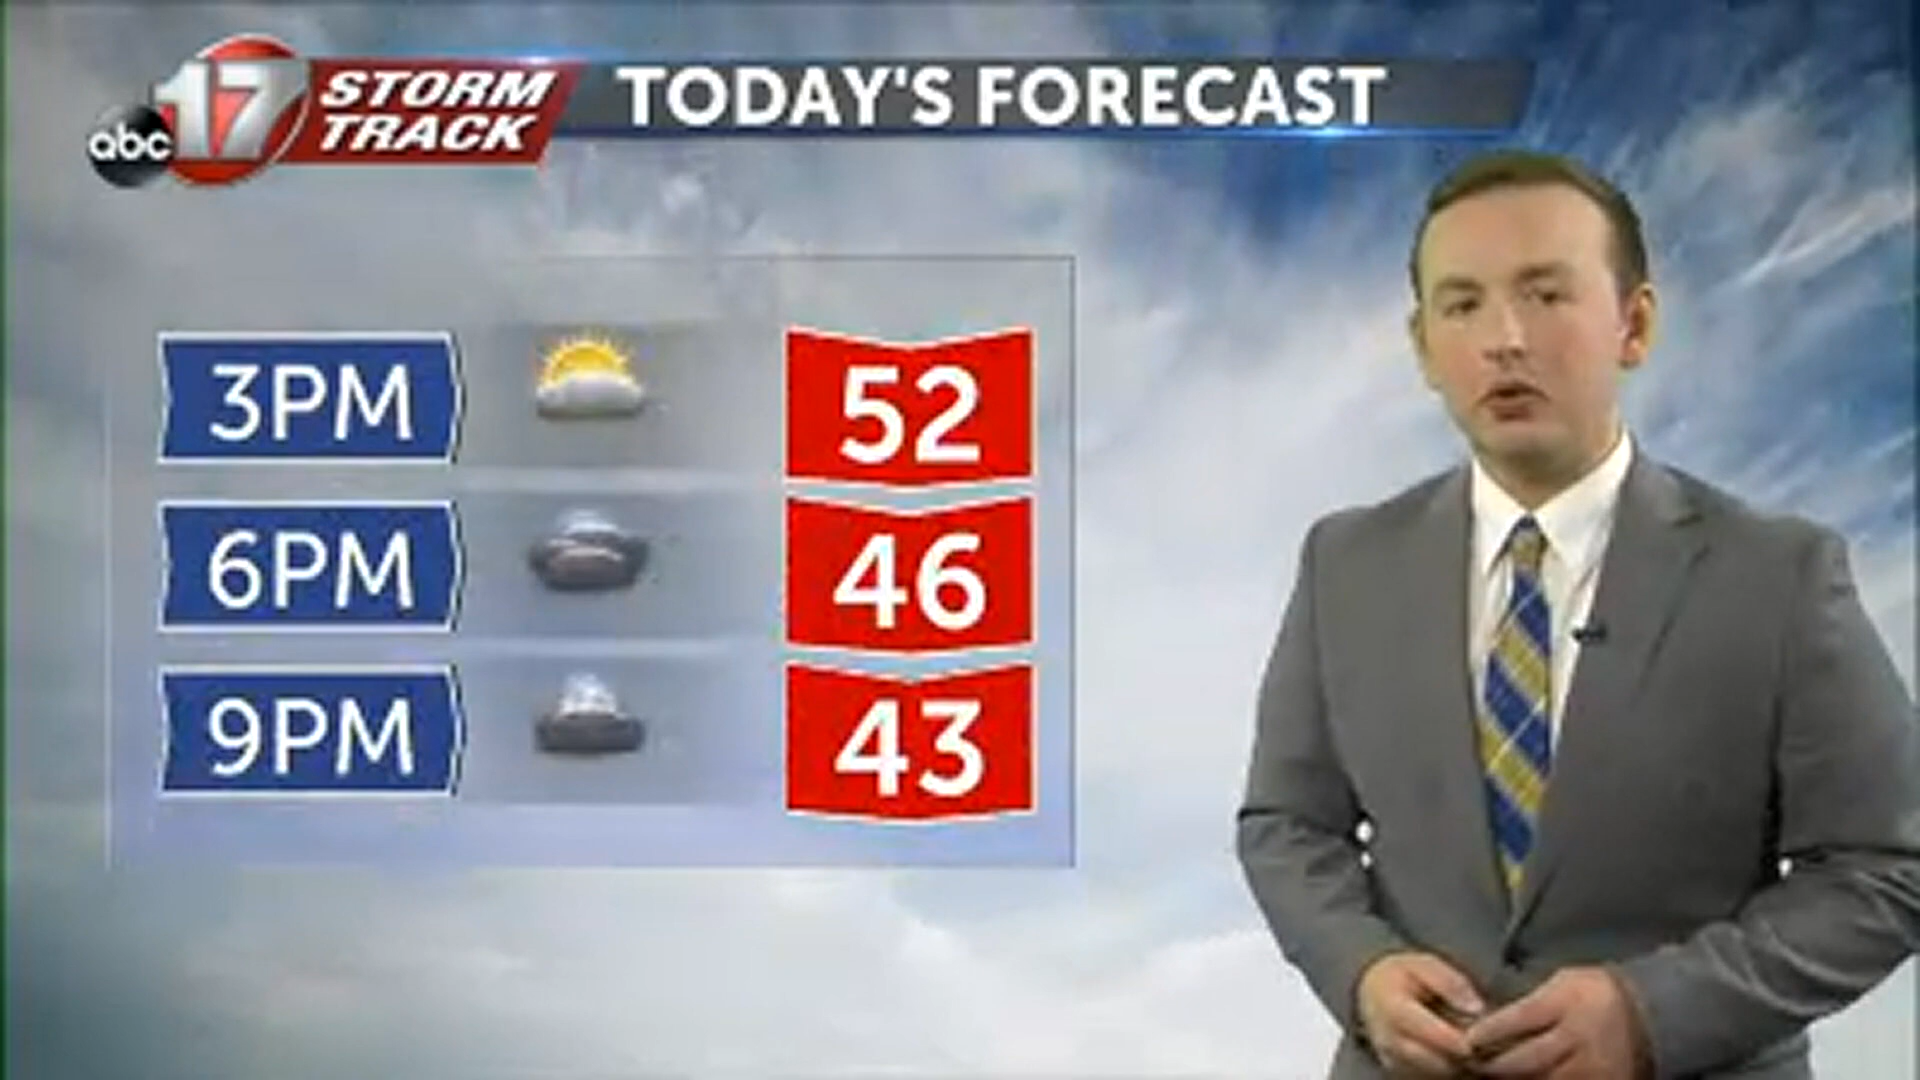 abc 17 STORM TRACK
TODAY'S FORECAST
3PM 52
6PM 46
9PM 43